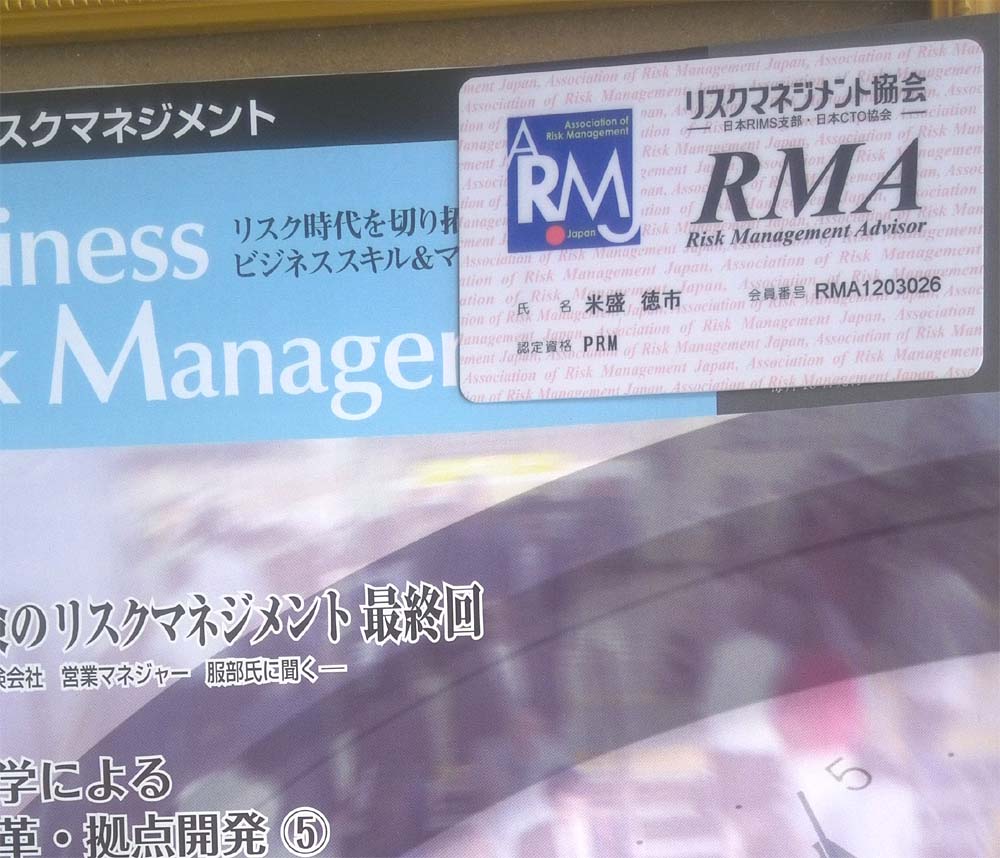 スクマネジメント
iness
リスク時代を切り拓
ビジネススキル&マ
k Manager
Association of
Risk Management
ARMJ
Japan
リスクマネジメント協会
日本RIMS支部・日本CTO協会
RMA
Risk Management Advisor
氏 名 米盛 徳市
会員番号 RMA1203026
認定資格 PRM
のリスクマネジメント 最終回
会社 営業マネジャー 服部氏に聞く—
学による
革・拠点開発 ⑤
5